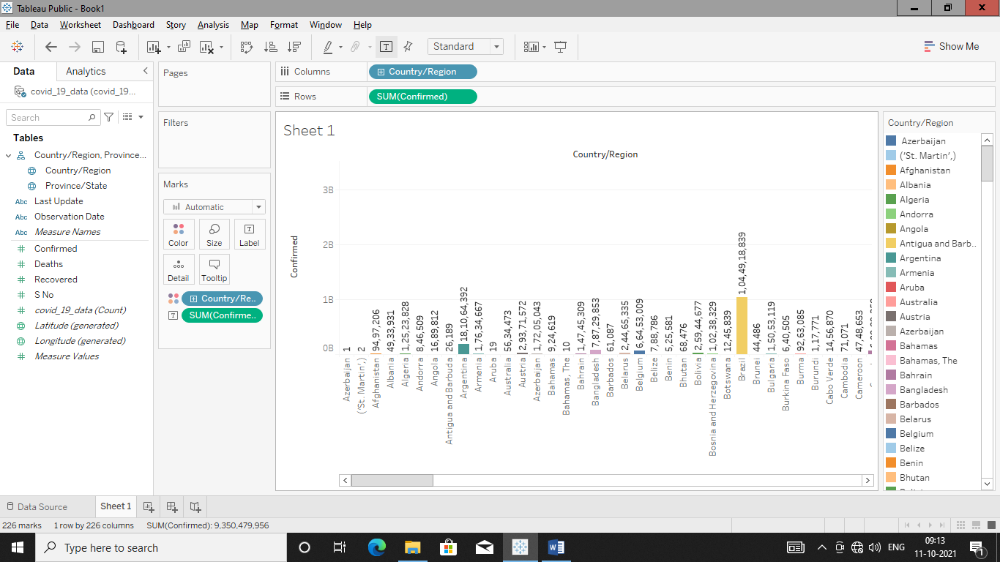 Tableau Public - Book1
File Data Worksheet Dashboard Story Analysis Map Format Window Help
Standard
Show Me
Data Analytics
covid_19_data (covid_19...
Search
Tables
Country/Region, Province...
Country/Region
Province/State
Abc Last Update
Abc Observation Date
Abc Measure Names
Confirmed
Deaths
Recovered
S No
covid_19_data (Count)
Latitude (generated)
Longitude (generated)
Measure Values
Pages
Filters
Marks
Automatic
Color Size Label
Detail Tooltip
Country/Re..
SUM(Confirme..
Columns Country/Region
Rows SUM(Confirmed)
Sheet 1
Country/Region
Confirmed
3B
2B
1B
0B
1
2
94,97,206
49,33,931
1,25,23,828
8,46,509
16,89,812
26,189
18,10,64,392
1,76,34,667
19
56,34,473
2,93,71,572
1,72,05,043
9,24,619
10
1,47,45,309
7,87,29,853
61,087
2,44,65,335
6,64,53,009
7,88,786
5,25,581
68,476
2,59,44,677
1,02,38,329
12,45,839
1,04,49,18,839
44,486
1,50,53,119
6,40,505
92,63,085
1,17,771
14,56,870
71,071
47,48,653
Azerbaijan
('St. Martin',)
Afghanistan
Albania
Algeria
Andorra
Angola
Antigua and Barbuda
Argentina
Armenia
Aruba
Australia
Austria
Azerbaijan
Bahamas
Bahamas, The
Bahrain
Bangladesh
Barbados
Belarus
Belgium
Belize
Benin
Bhutan
Bolivia
Bosnia and Herzegovina
Botswana
Brazil
Brunei
Bulgaria
Burkina Faso
Burma
Burundi
Cabo Verde
Cambodia
Cameroon
Country/Region
Azerbaijan
('St. Martin',)
Afghanistan
Albania
Algeria
Andorra
Angola
Antigua and Barb..
Argentina
Armenia
Aruba
Australia
Austria
Azerbaijan
Bahamas
Bahamas, The
Bahrain
Bangladesh
Barbados
Belarus
Belgium
Belize
Benin
Bhutan
Data Source Sheet 1
226 marks 1 row by 226 columns SUM(Confirmed): 9,350,479,956
Type here to search
ENG
09:13
11-10-2021
1